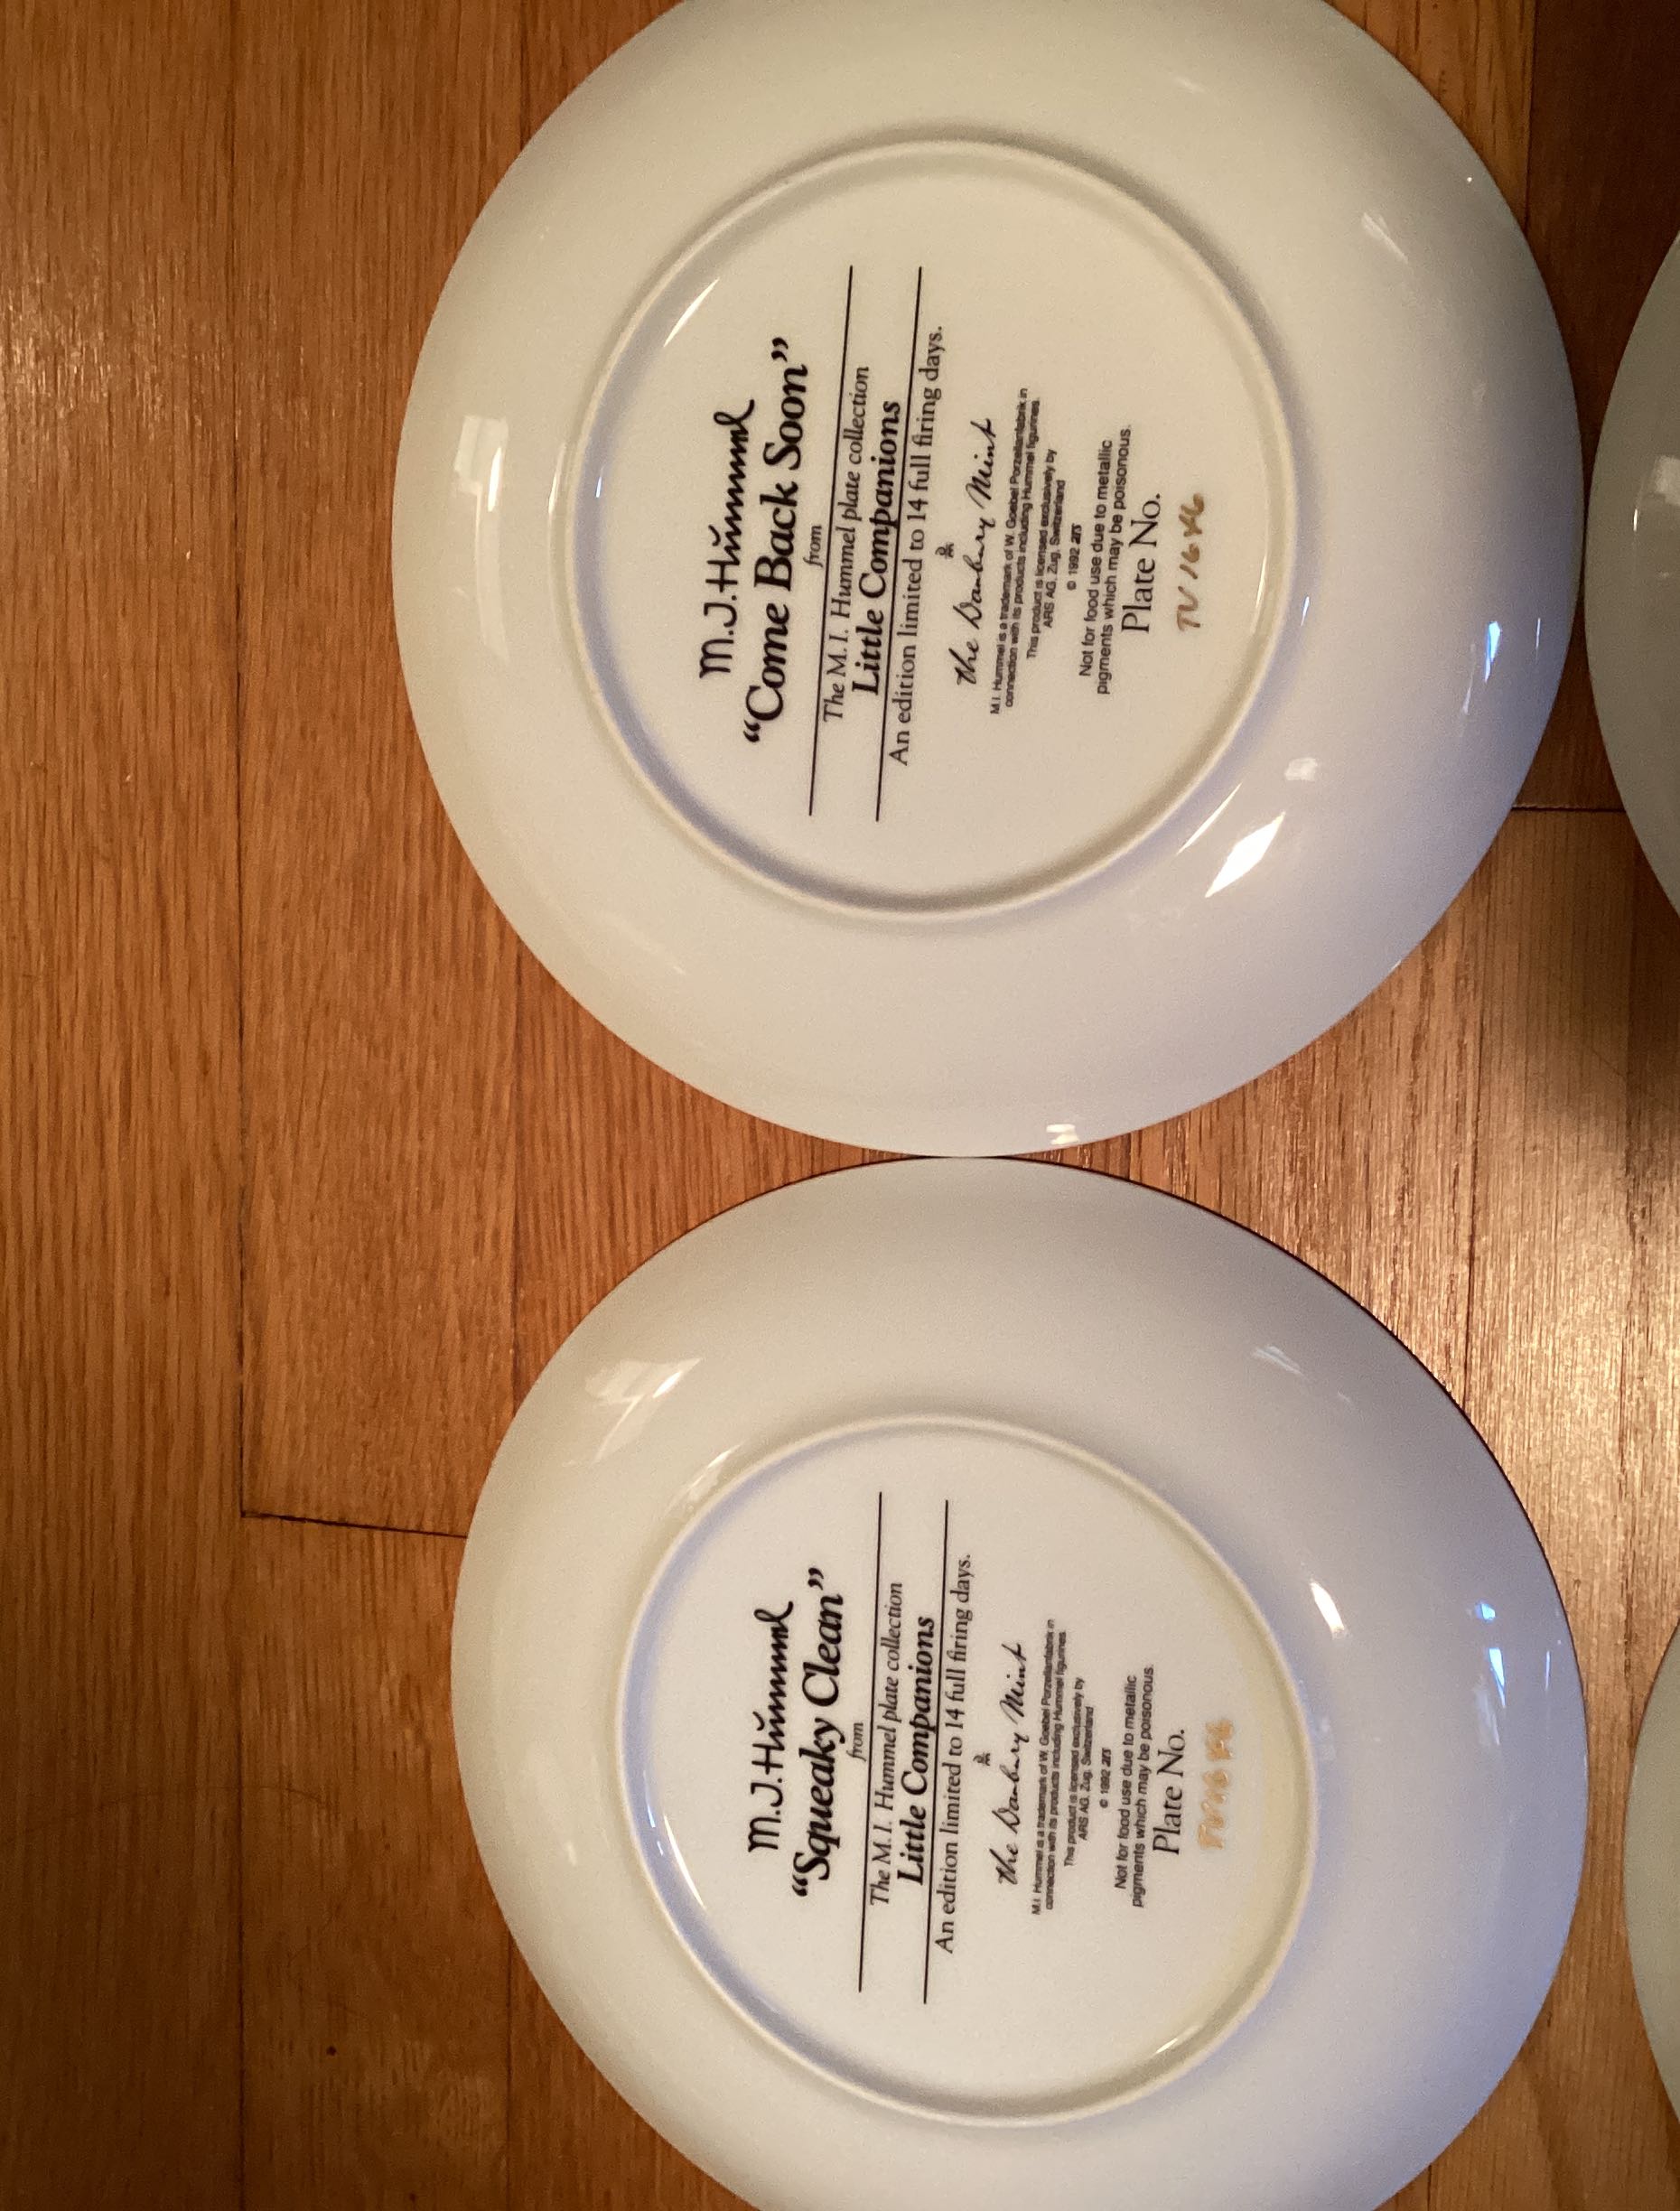 M.J.Hümmel
“Come Back Soon”
from
The M. I. Hummel plate collection
Little Companions
An edition limited to 14 full firing days.
The Danbury Mint
M.I. Hummel is a trademark of W. Goebel Porzellanfabrik in
connection with its products including Hummel figurines.
This product is licensed exclusively by
ARS AG. Zug. Switzerland
© 1992
Not for food use due to metallic
pigments which may be poisonous.
Plate No.
M.J.Hümmel
“Squeaky Clean”
from
The M. I. Hummel plate collection
Little Companions
An edition limited to 14 full firing days.
The Danbury Mint
M.I. Hummel is a trademark of W. Goebel Porzellanfabrik in
connection with its products including Hummel figurines.
This product is licensed exclusively by
ARS AG. Zug. Switzerland
© 1992
Not for food use due to metallic
pigments which may be poisonous.
Plate No.